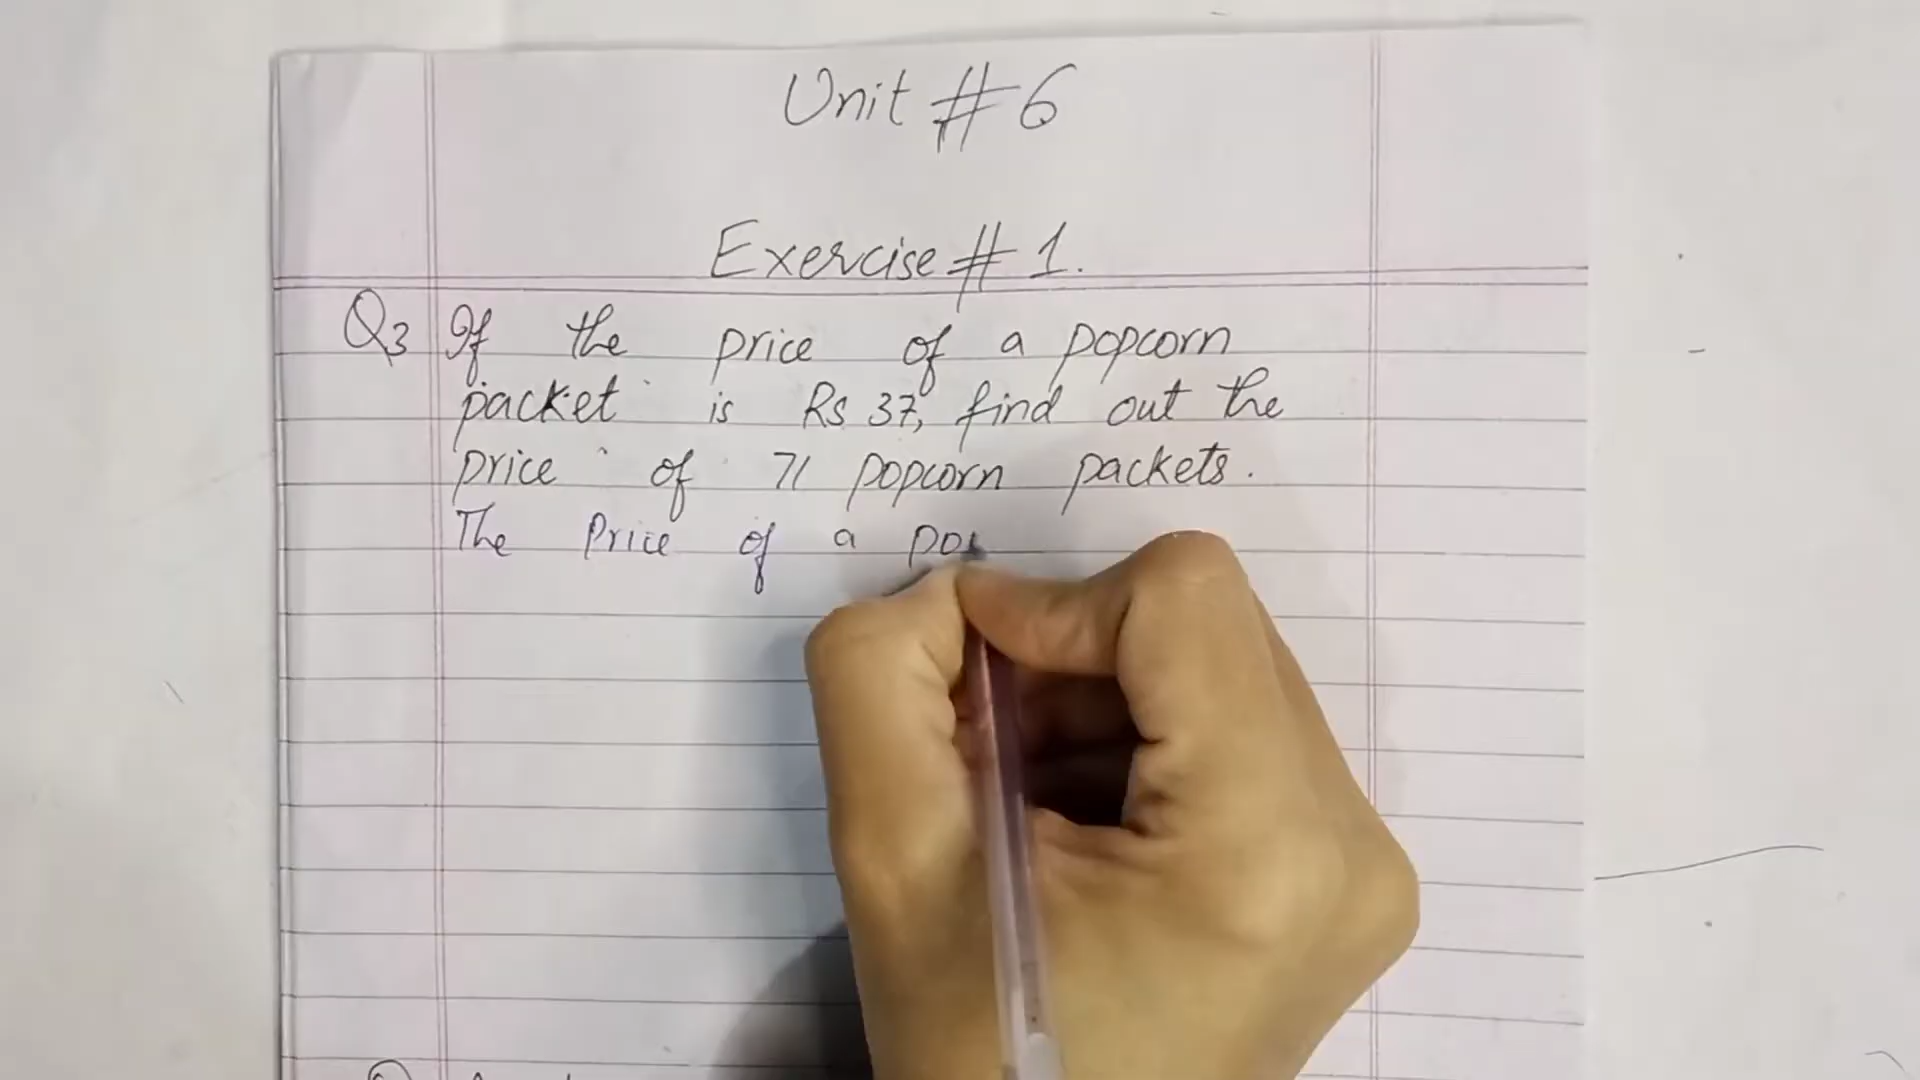 Unit # 6
Exercise # 1.
Q3 If the price of a popcorn
packet is Rs 37, find out the
price of 71 popcorn packets.
The Price of a